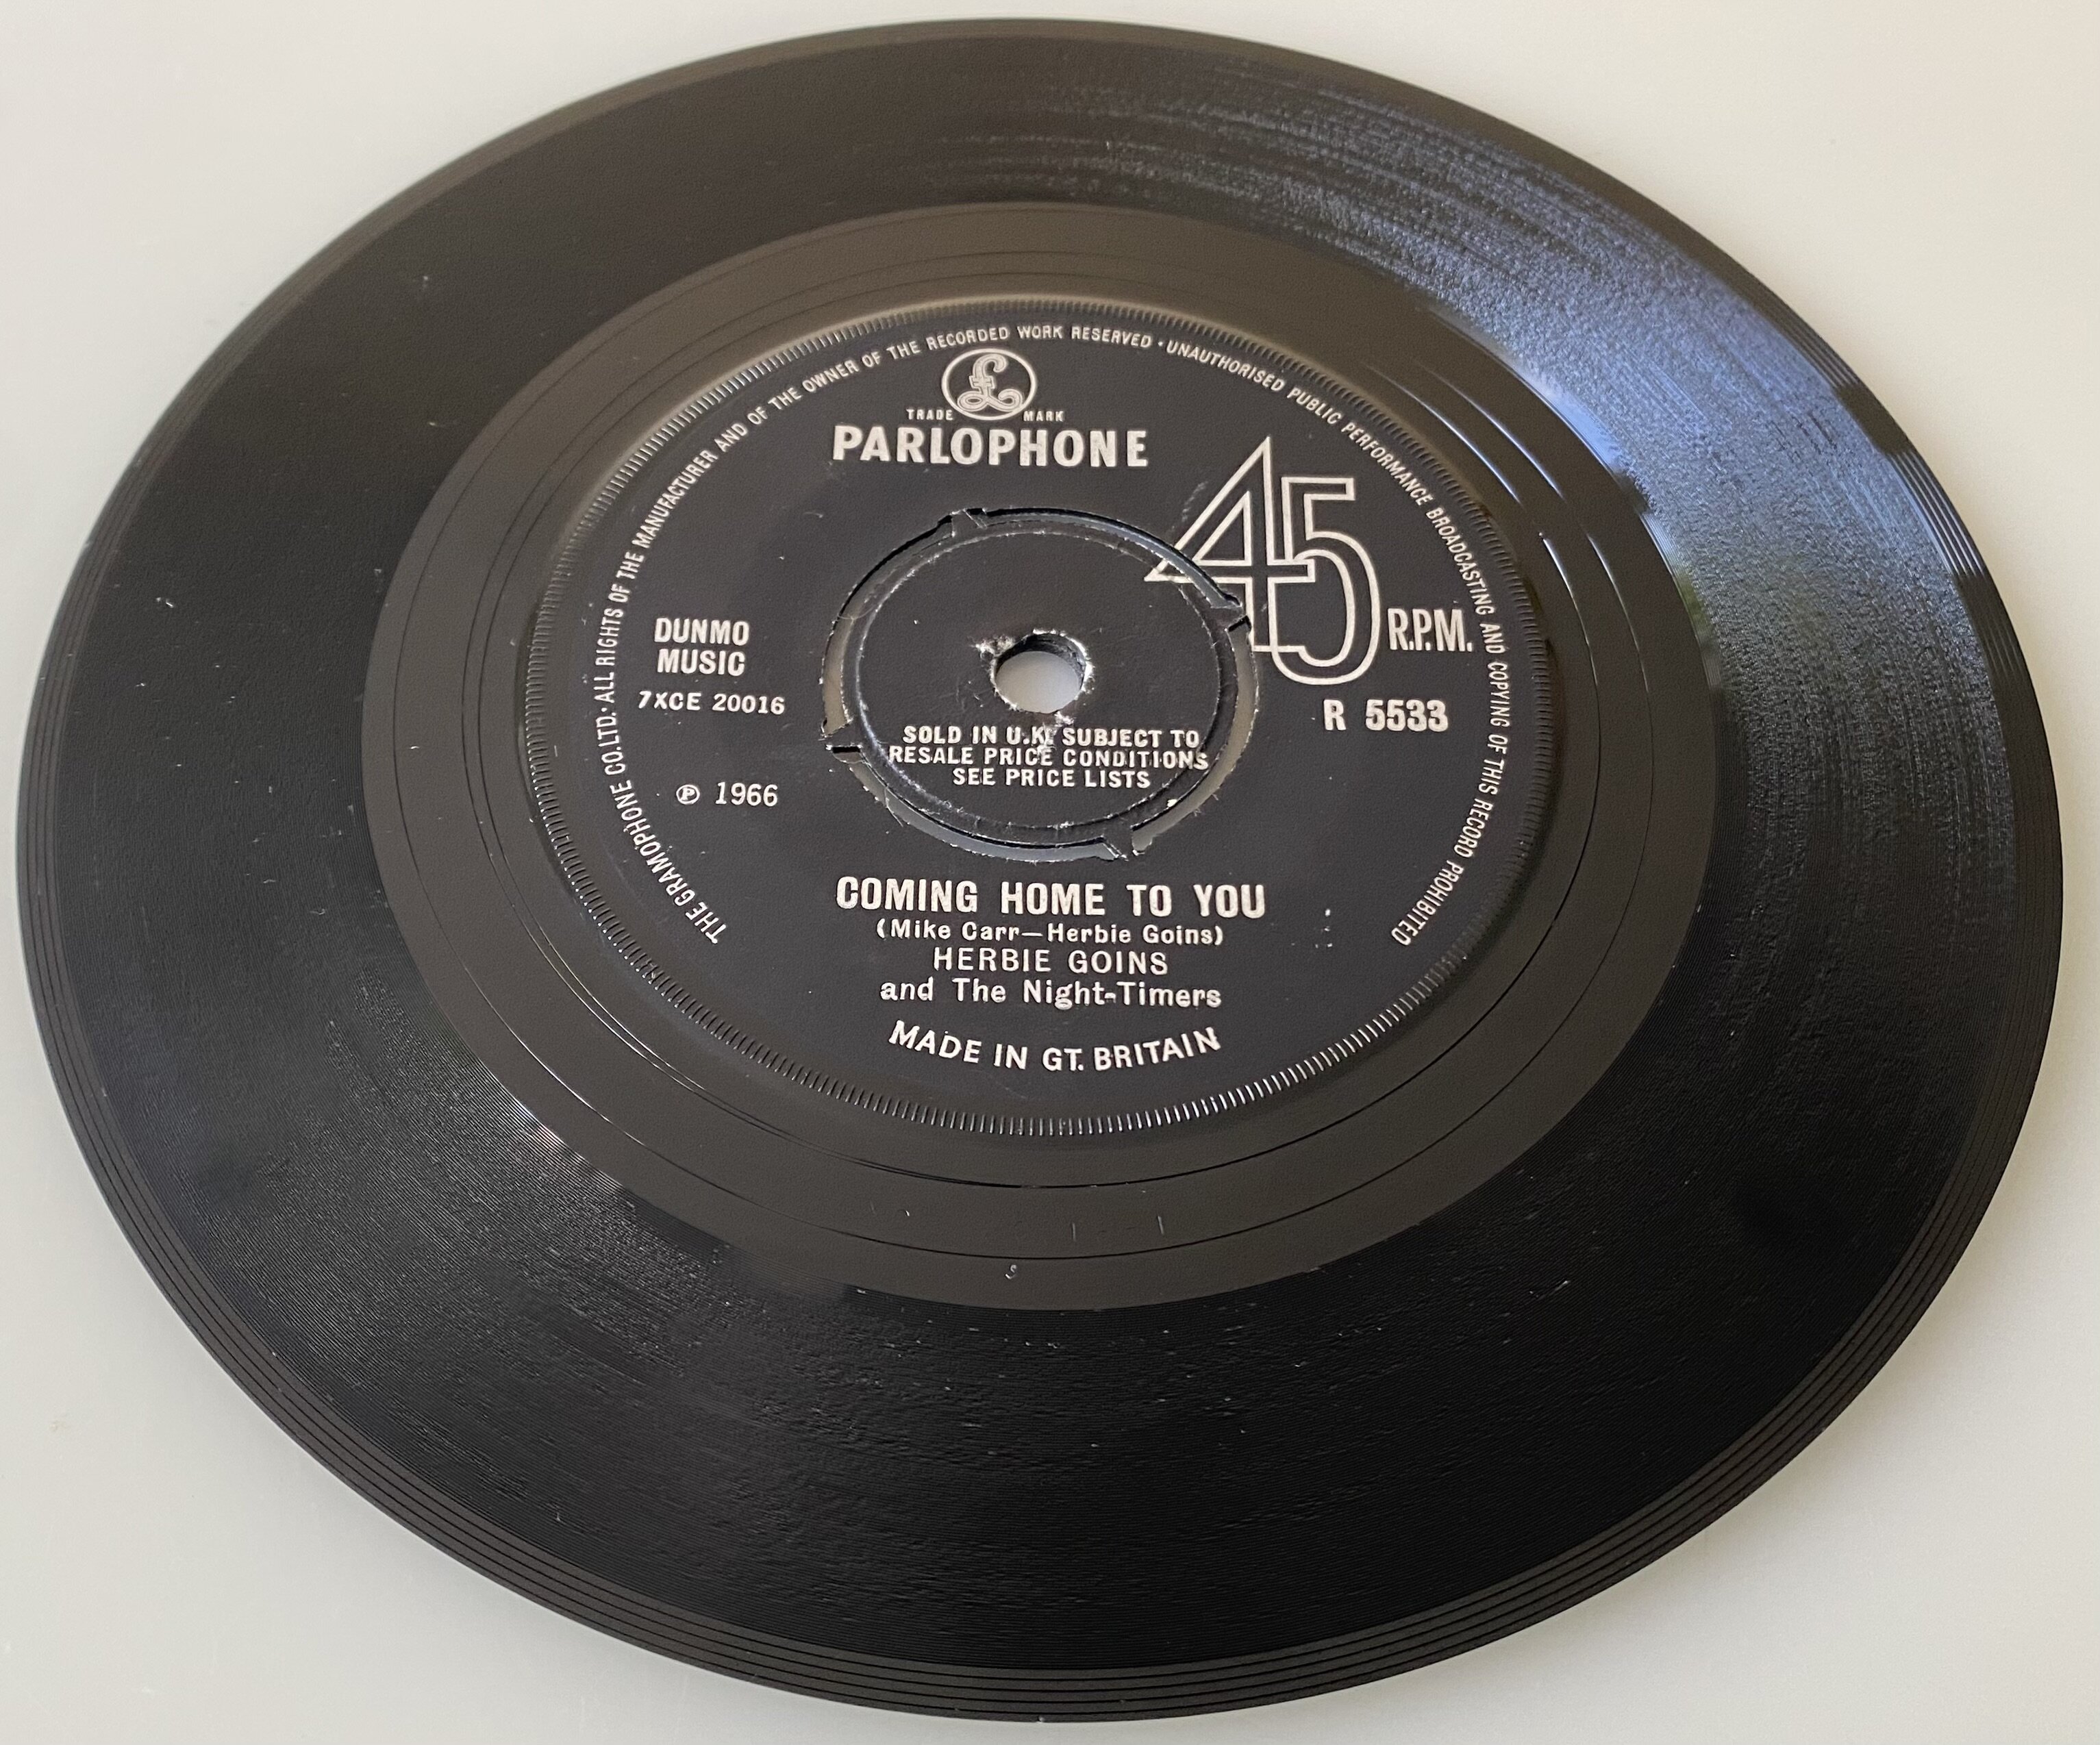 THE GRAMOPHONE CO. LTD. · ALL RIGHTS OF THE MANUFACTURER AND OF THE OWNER OF THE RECORDED WORK RESERVED · UNAUTHORISED PUBLIC PERFORMANCE BROADCASTING AND COPYING OF THIS RECORD PROHIBITED
£
TRADE MARK
PARLOPHONE
45 R.P.M.
DUNMO
MUSIC
7XCE 20016
R 5533
SOLD IN U.K. SUBJECT TO
RESALE PRICE CONDITIONS
SEE PRICE LISTS
℗ 1966
COMING HOME TO YOU
(Mike Carr—Herbie Goins)
HERBIE GOINS
and The Night-Timers
MADE IN GT. BRITAIN